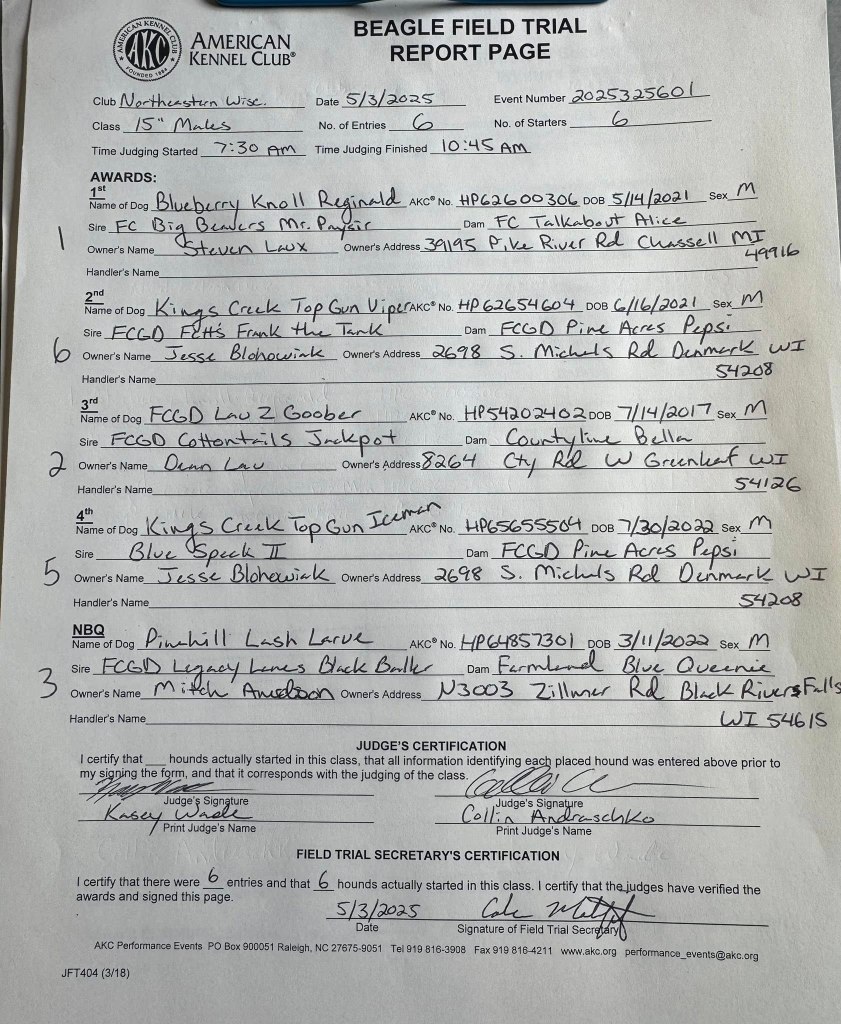 AMERICAN KENNEL CLUB
AKC
FOUNDED 1884
AMERICAN
KENNEL CLUB®
BEAGLE FIELD TRIAL
REPORT PAGE
Club Northeastern Wisc. Date 5/3/2025 Event Number 2025325601
Class 15" Males No. of Entries 6 No. of Starters 6
Time Judging Started 7:30 AM Time Judging Finished 10:45 AM
AWARDS:
1st
Name of Dog Blueberry Knoll Reginald AKC® No. HP62600306 DOB 5/14/2021 Sex M
Sire FC Big Beavers Mr. Dam FC Talkabout Alice
1 Owner's Name Steven Laux Owner's Address 39195 Pike River Rd Chassell MI
49916
Handler's Name
2nd
Name of Dog Kings Creek Top Gun Viper AKC® No. HP62654604 DOB 6/16/2021 Sex M
Sire FCGD Frank the Tank Dam FCGD Pine Acres Pepsi
6 Owner's Name Jesse Blohowiak Owner's Address 2698 S. Michels Rd Denmark WI
54208
Handler's Name
3rd
Name of Dog FCGD Lau Z Goober AKC® No. HP54202402 DOB 7/14/2017 Sex M
Sire FCGD Cottontails Jackpot Dam Countyline Bella
2 Owner's Name Dean Lau Owner's Address 8264 Cty Rd W Greenleaf WI
54126
Handler's Name
4th
Name of Dog Kings Creek Top Gun Iceman AKC® No. HP65655504 DOB 7/30/2022 Sex M
Sire Blue Speck II Dam FCGD Pine Acres Pepsi
5 Owner's Name Jesse Blohowiak Owner's Address 2698 S. Michels Rd Denmark WI
54208
Handler's Name
NBQ
Name of Dog Pinehill Lash Larue AKC® No. HP64857301 DOB 3/11/2022 Sex M
Sire FCGD Legacy Lanes Black Baller Dam Farmland Blue Queenie
3 Owner's Name Mitch Owner's Address N3003 Zillmer Rd Black Rivers Falls
WI 54615
Handler's Name
JUDGE'S CERTIFICATION
I certify that ___ hounds actually started in this class, that all information identifying each placed hound was entered above prior to
my signing the form, and that it corresponds with the judging of the class.
Judge's Signature Judge's Signature
Kasey Wade Collin Andraschko
Print Judge's Name Print Judge's Name
FIELD TRIAL SECRETARY'S CERTIFICATION
I certify that there were 6 entries and that 6 hounds actually started in this class. I certify that the judges have verified the
awards and signed this page.
5/3/2025
Date Signature of Field Trial Secretary
AKC Performance Events PO Box 900051 Raleigh, NC 27675-9051 Tel 919 816-3908 Fax 919 816-4211 www.akc.org performance_events@akc.org
JFT404 (3/18)